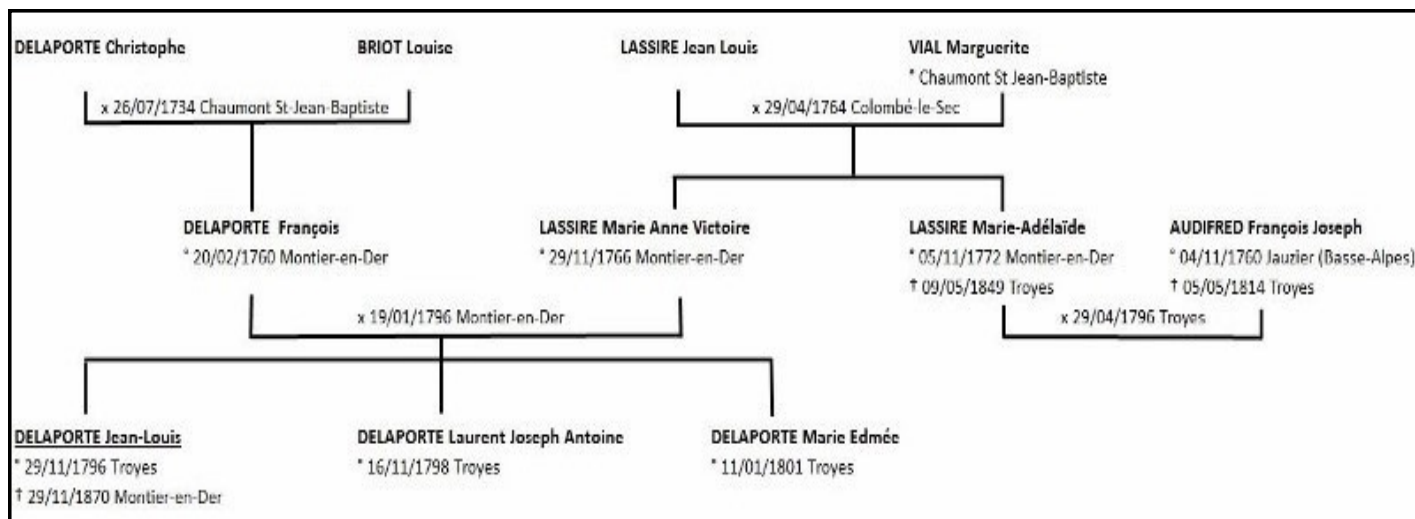 DELAPORTE Christophe
BRIOT Louise
LASSIRE Jean Louis
VIAL Marguerite
° Chaumont St Jean-Baptiste
x 26/07/1734 Chaumont St-Jean-Baptiste
x 29/04/1764 Colombé-le-Sec
DELAPORTE François
° 20/02/1760 Montier-en-Der
LASSIRE Marie Anne Victoire
° 29/11/1766 Montier-en-Der
LASSIRE Marie-Adélaïde
° 05/11/1772 Montier-en-Der
† 09/05/1849 Troyes
AUDIFRED François Joseph
° 04/11/1760 Jauzier (Basse-Alpes)
† 05/05/1814 Troyes
x 19/01/1796 Montier-en-Der
x 29/04/1796 Troyes
DELAPORTE Jean-Louis
° 29/11/1796 Troyes
† 29/11/1870 Montier-en-Der
DELAPORTE Laurent Joseph Antoine
° 16/11/1798 Troyes
DELAPORTE Marie Edmée
° 11/01/1801 Troyes